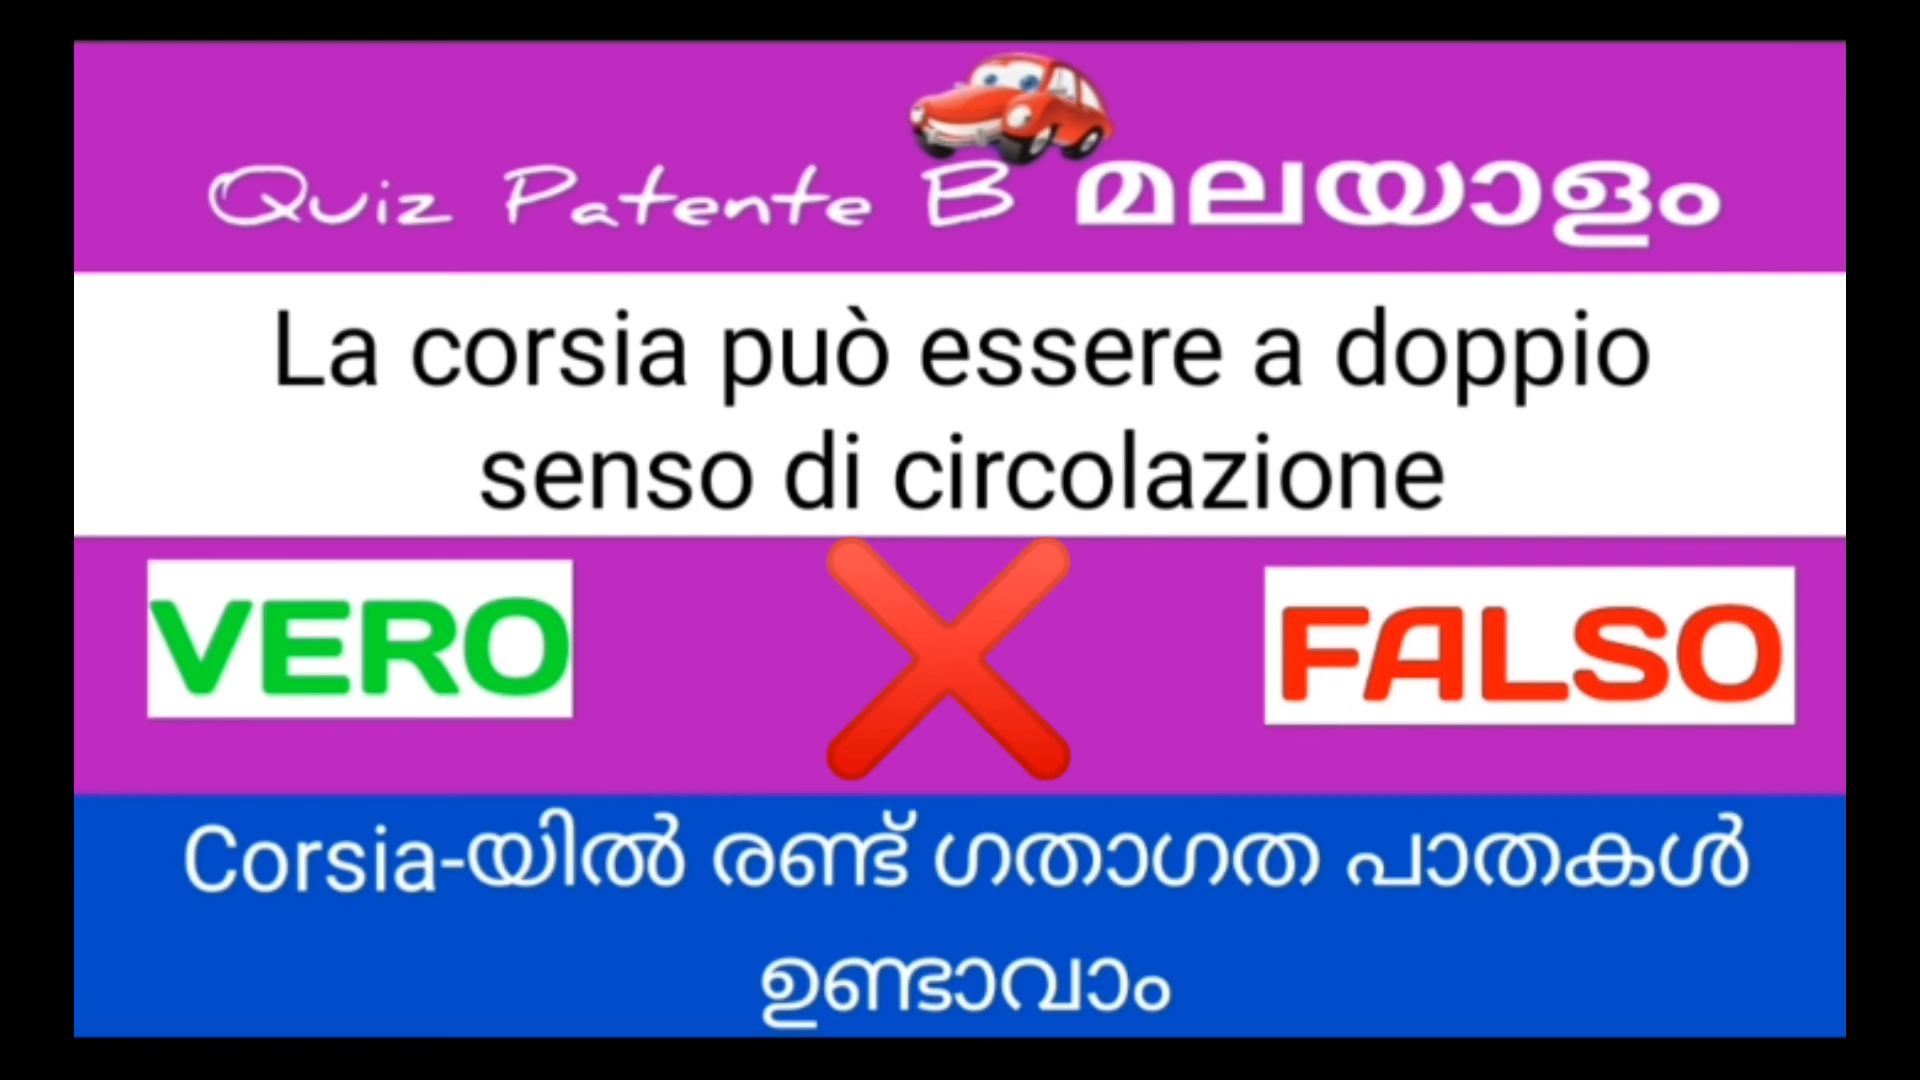 Quiz Patente B മലയാളം
La corsia può essere a doppio
senso di circolazione
VERO FALSO
Corsia-യിൽ രണ്ട് ഗതാഗത പാതകൾ
ഉണ്ടാവാം